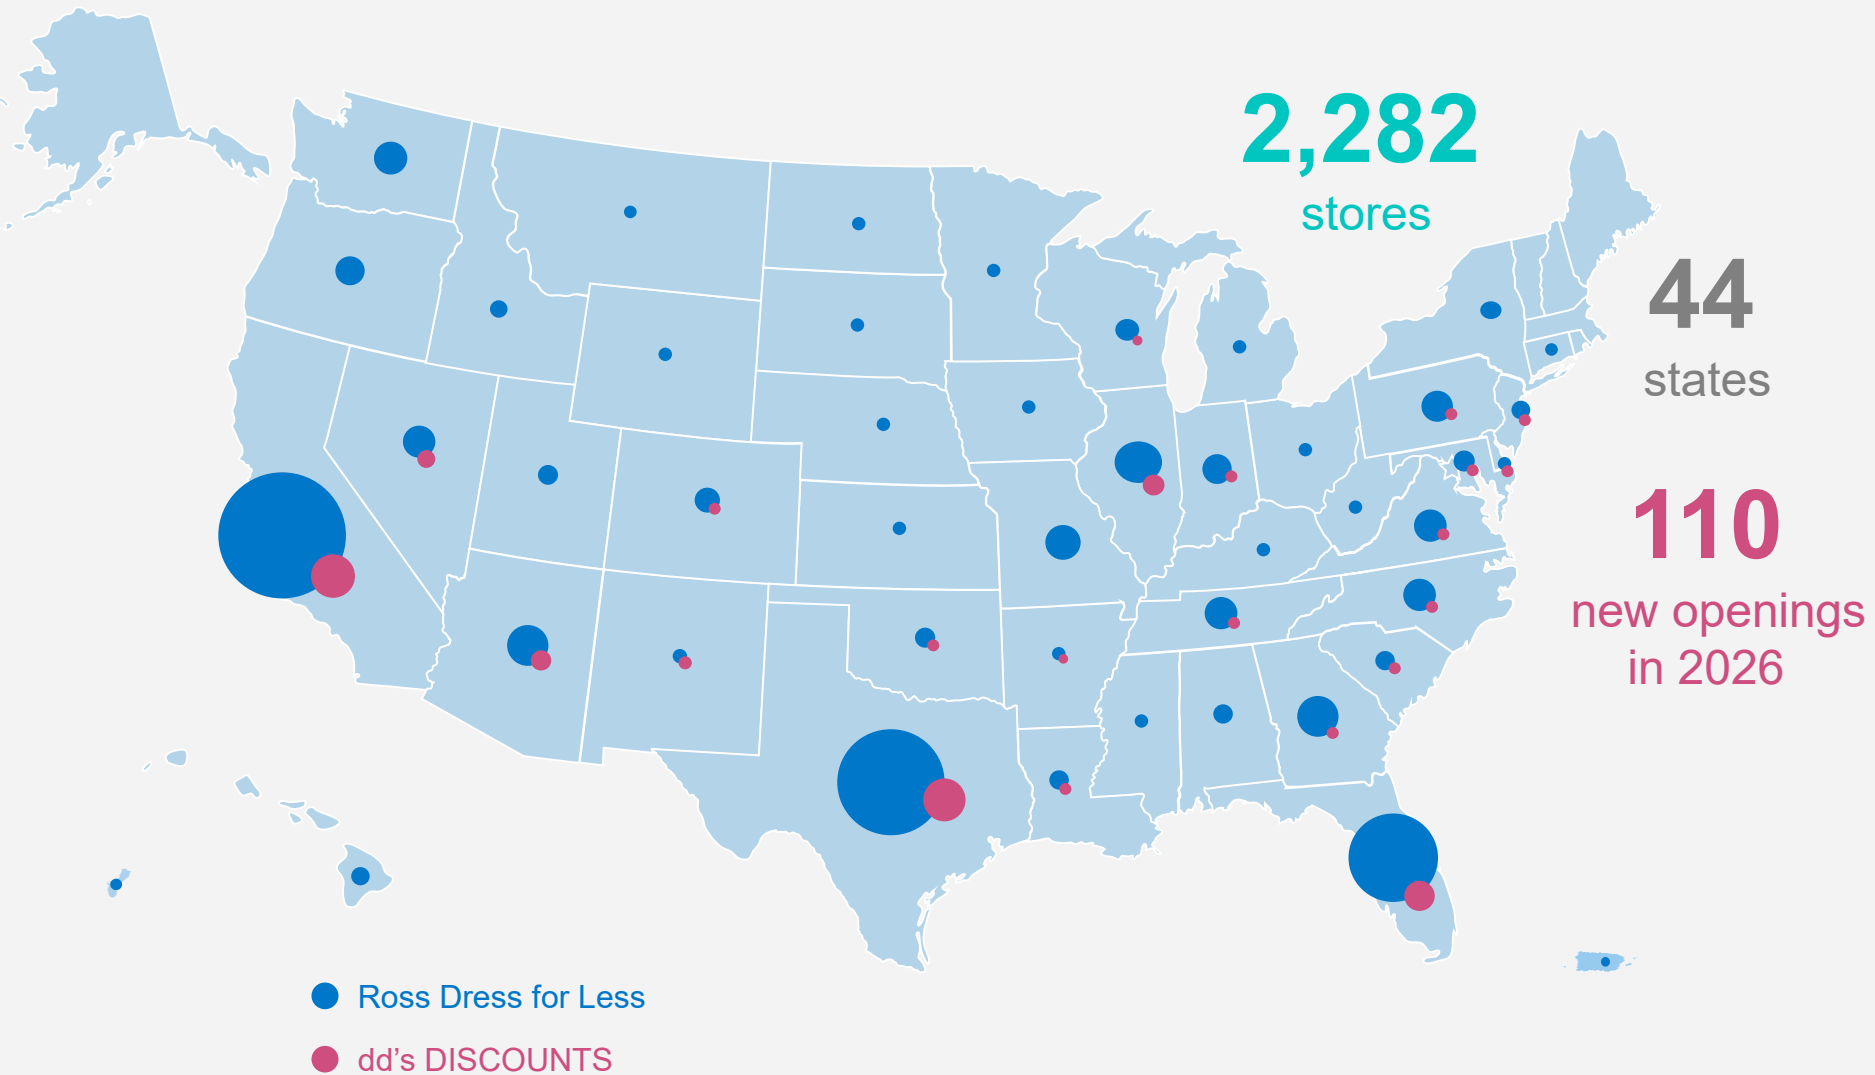 2,282
stores
44
states
110
new openings
in 2026
Ross Dress for Less
dd’s DISCOUNTS